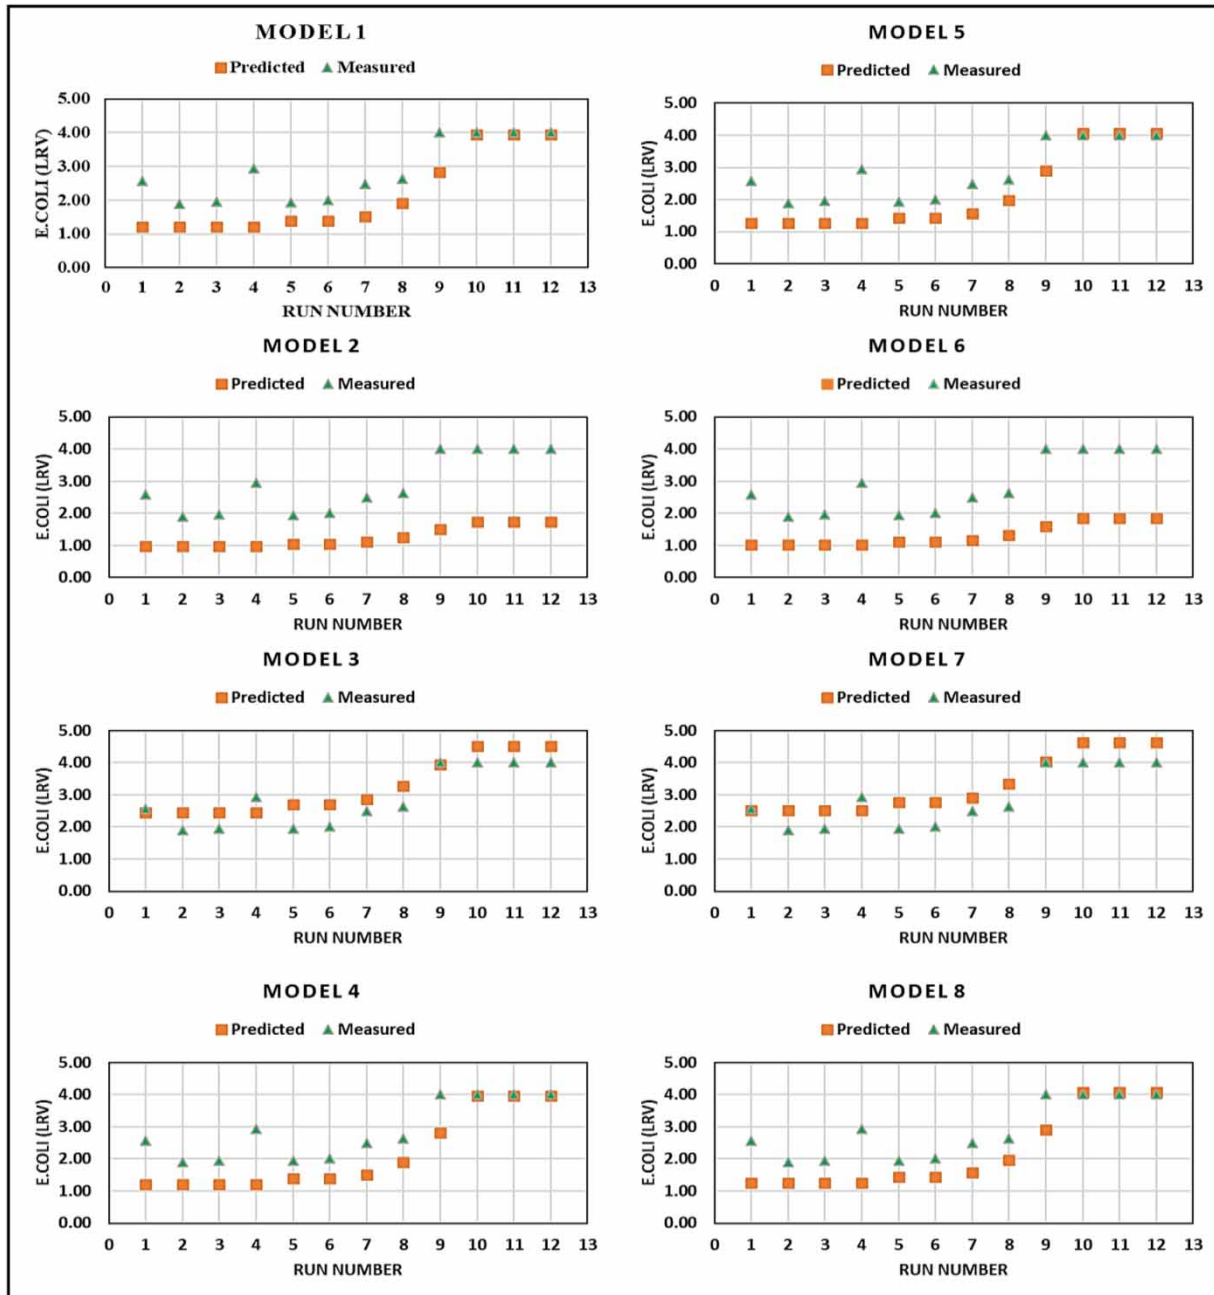 MODEL 1
Predicted Measured
5.00
4.00
3.00
2.00
1.00
0.00
E.COLI (LRV)
0 1 2 3 4 5 6 7 8 9 10 11 12 13
RUN NUMBER
MODEL 5
Predicted Measured
5.00
4.00
3.00
2.00
1.00
0.00
E.COLI (LRV)
0 1 2 3 4 5 6 7 8 9 10 11 12 13
RUN NUMBER
MODEL 2
Predicted Measured
5.00
4.00
3.00
2.00
1.00
0.00
E.COLI (LRV)
0 1 2 3 4 5 6 7 8 9 10 11 12 13
RUN NUMBER
MODEL 6
Predicted Measured
5.00
4.00
3.00
2.00
1.00
0.00
E.COLI (LRV)
0 1 2 3 4 5 6 7 8 9 10 11 12 13
RUN NUMBER
MODEL 3
Predicted Measured
5.00
4.00
3.00
2.00
1.00
0.00
E.COLI (LRV)
0 1 2 3 4 5 6 7 8 9 10 11 12 13
RUN NUMBER
MODEL 7
Predicted Measured
5.00
4.00
3.00
2.00
1.00
0.00
E.COLI (LRV)
0 1 2 3 4 5 6 7 8 9 10 11 12 13
RUN NUMBER
MODEL 4
Predicted Measured
5.00
4.00
3.00
2.00
1.00
0.00
E.COLI (LRV)
0 1 2 3 4 5 6 7 8 9 10 11 12 13
RUN NUMBER
MODEL 8
Predicted Measured
5.00
4.00
3.00
2.00
1.00
0.00
E.COLI (LRV)
0 1 2 3 4 5 6 7 8 9 10 11 12 13
RUN NUMBER